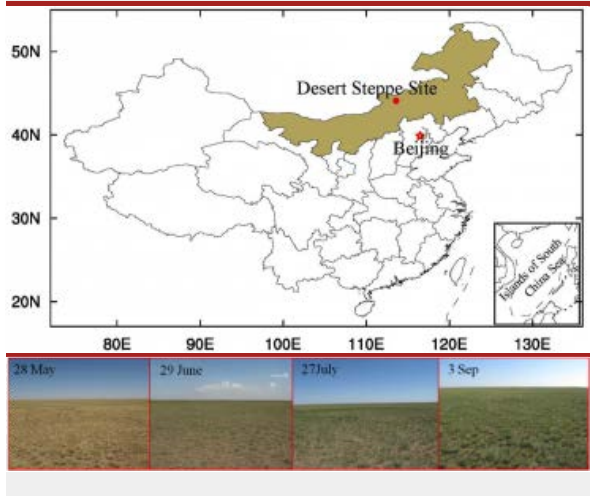 50N
Desert Steppe Site
40N
Beijing
30N
Islands of South
China Sea
20N
80E 90E 100E 110E 120E 130E
28 May 29 June 27July 3 Sep